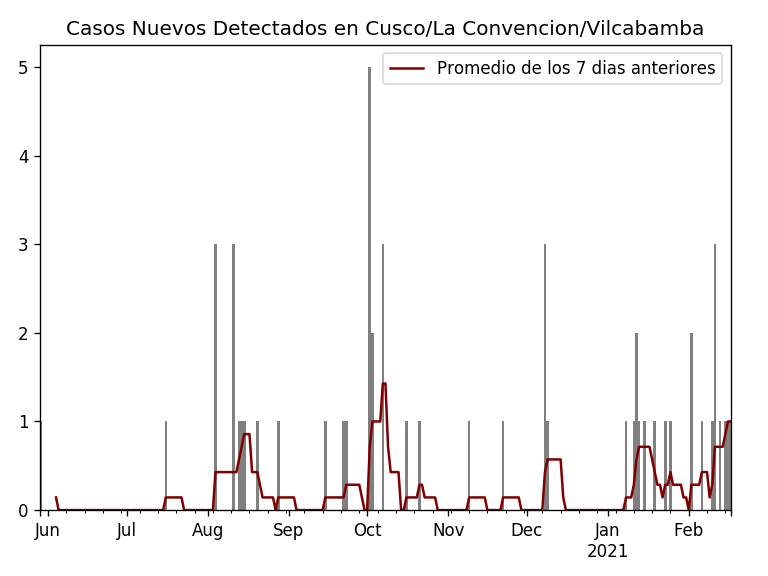 Casos Nuevos Detectados en Cusco/La Convencion/Vilcabamba
Promedio de los 7 dias anteriores
5
4
3
2
1
0
Jun Jul Aug Sep Oct Nov Dec Jan Feb
2021